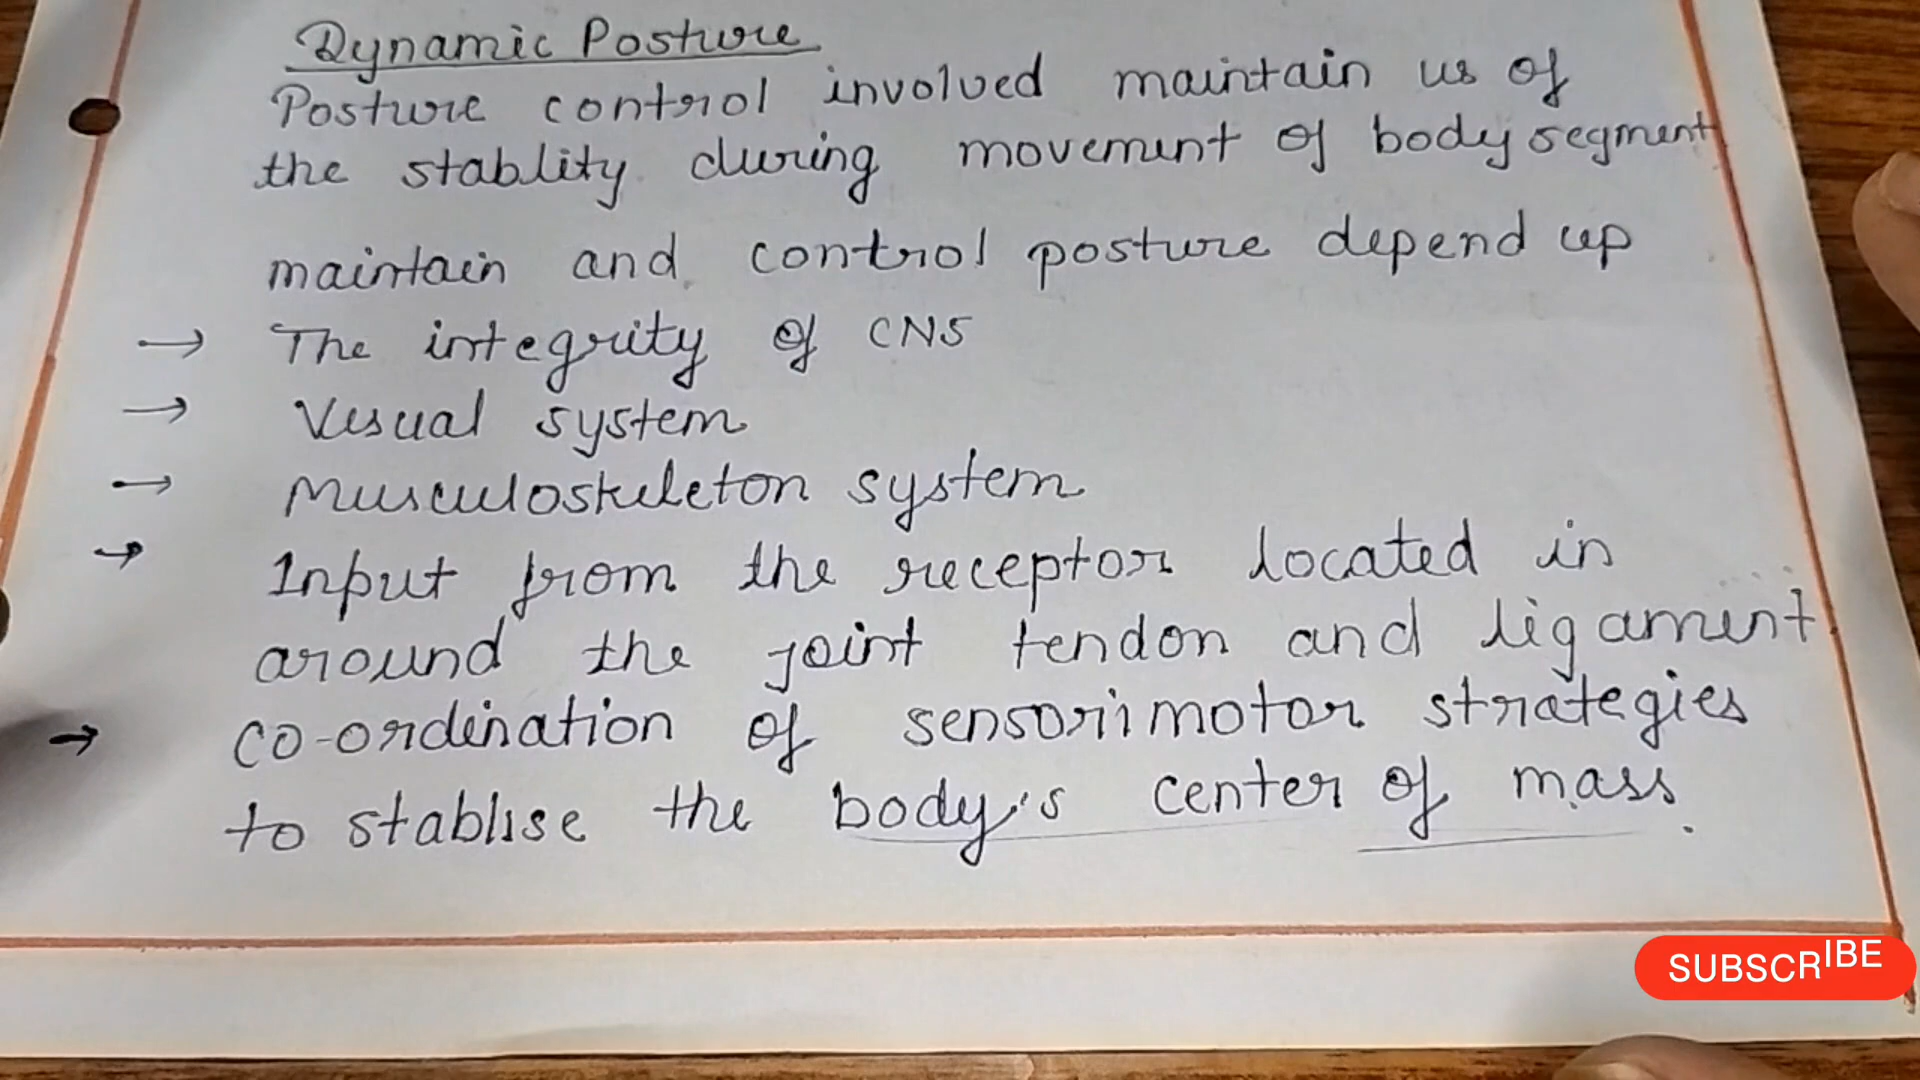 Dynamic Posture
Posture control involved maintain us of
the stablity during movement of body segment
maintain and control posture depend up
→ The integrity of CNS
→ Visual system
→ Musculoskeleton system
→ Input from the receptor located in
around the joint tendon and ligament
→ co-ordination of sensorimotor strategies
to stablise the body's center of mass.
SUBSCRIBE